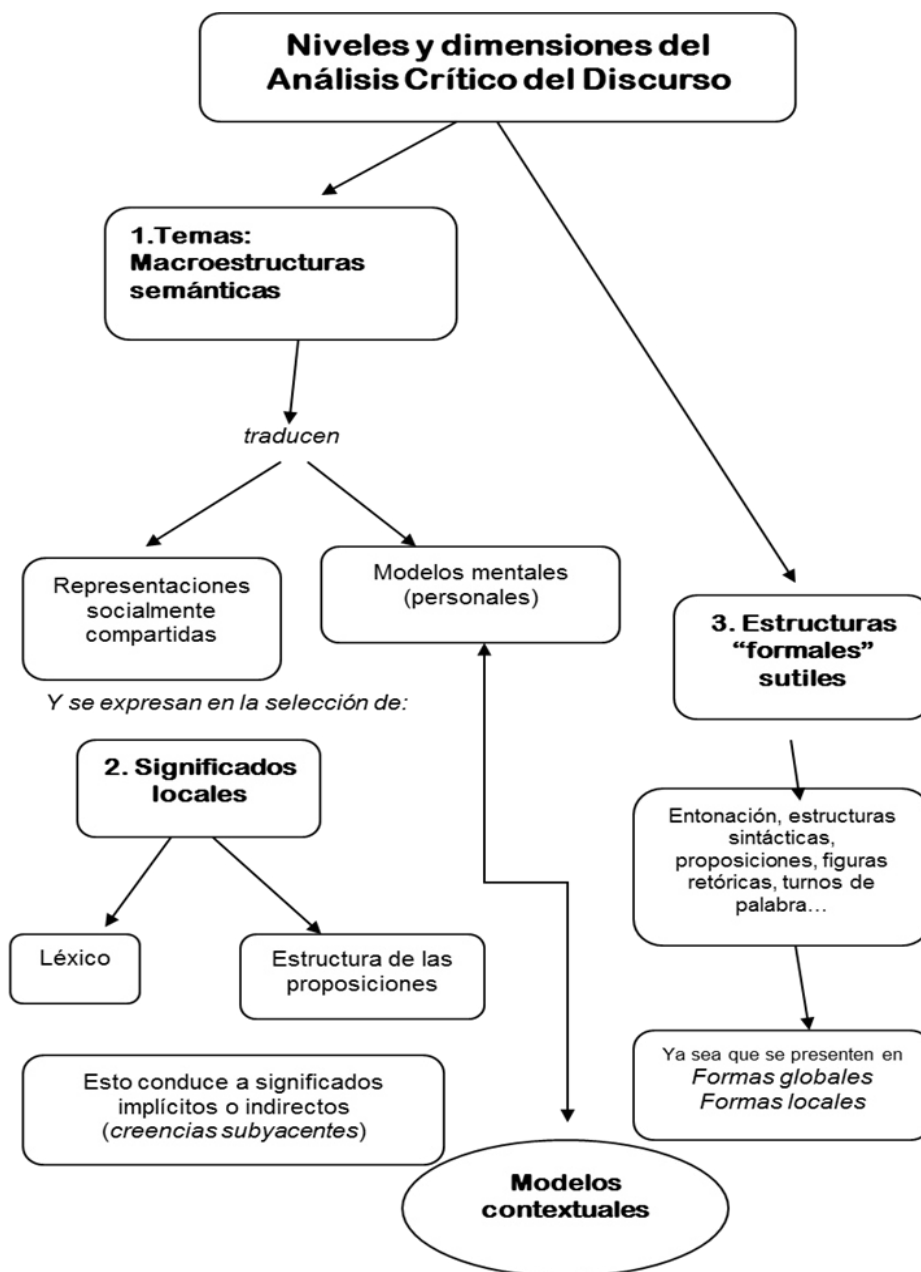 Niveles y dimensiones del
Análisis Crítico del Discurso
1.Temas:
Macroestructuras
semánticas
traducen
Representaciones
socialmente
compartidas
Modelos mentales
(personales)
3. Estructuras
“formales”
sutiles
Y se expresan en la selección de:
2. Significados
locales
Entonación, estructuras
sintácticas,
proposiciones, figuras
retóricas, turnos de
palabra…
Léxico
Estructura de las
proposiciones
Esto conduce a significados
implícitos o indirectos
(creencias subyacentes)
Ya sea que se presenten en
Formas globales
Formas locales
Modelos
contextuales